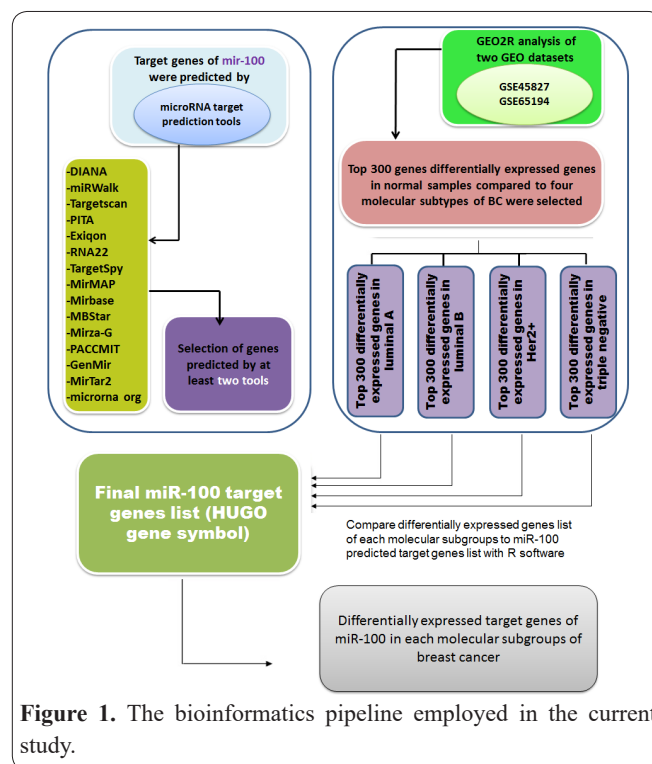 Target genes of mir-100
were predicted by
microRNA target
prediction tools
-DIANA
-miRWalk
-Targetscan
-PITA
-Exiqon
-RNA22
-TargetSpy
-MirMAP
-Mirbase
-MBStar
-Mirza-G
-PACCMIT
-GenMir
-MirTar2
-microrna org
Selection of genes
predicted by at
least two tools
GEO2R analysis of
two GEO datasets
GSE45827
GSE65194
Top 300 genes differentially expressed genes
in normal samples compared to four
molecular subtypes of BC were selected
Top 300 differentially
expressed genes in
luminal A
Top 300 differentially
expressed genes in
luminal B
Top 300 differentially
expressed genes in
Her2+
Top 300 differentially
expressed genes in
triple negative
Final miR-100 target
genes list (HUGO
gene symbol)
Compare differentially expressed genes list
of each molecular subgroups to miR-100
predicted target genes list with R software
Differentially expressed target genes of
miR-100 in each molecular subgroups of
breast cancer
Figure 1. The bioinformatics pipeline employed in the current
study.